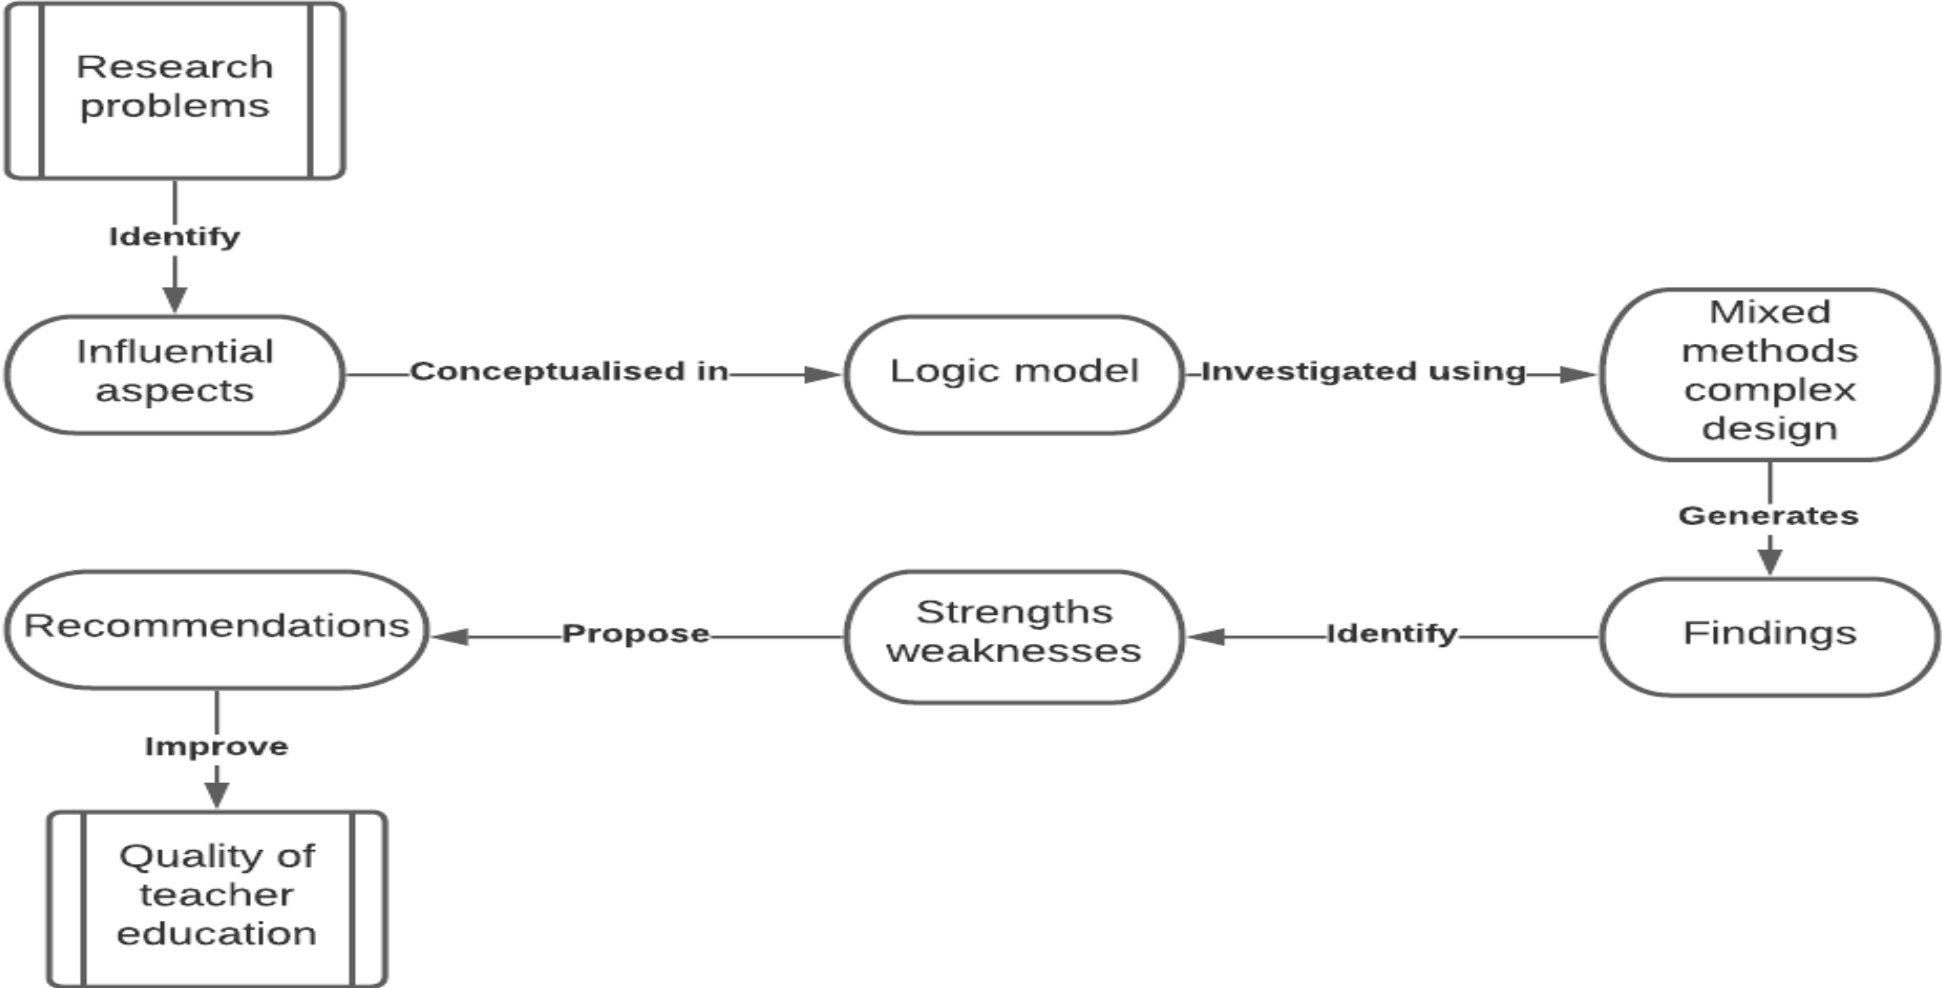 Research
problems
Identify
Influential
aspects
Conceptualised in
Logic model
Investigated using
Mixed
methods
complex
design
Generates
Findings
Identify
Strengths
weaknesses
Propose
Recommendations
Improve
Quality of
teacher
education